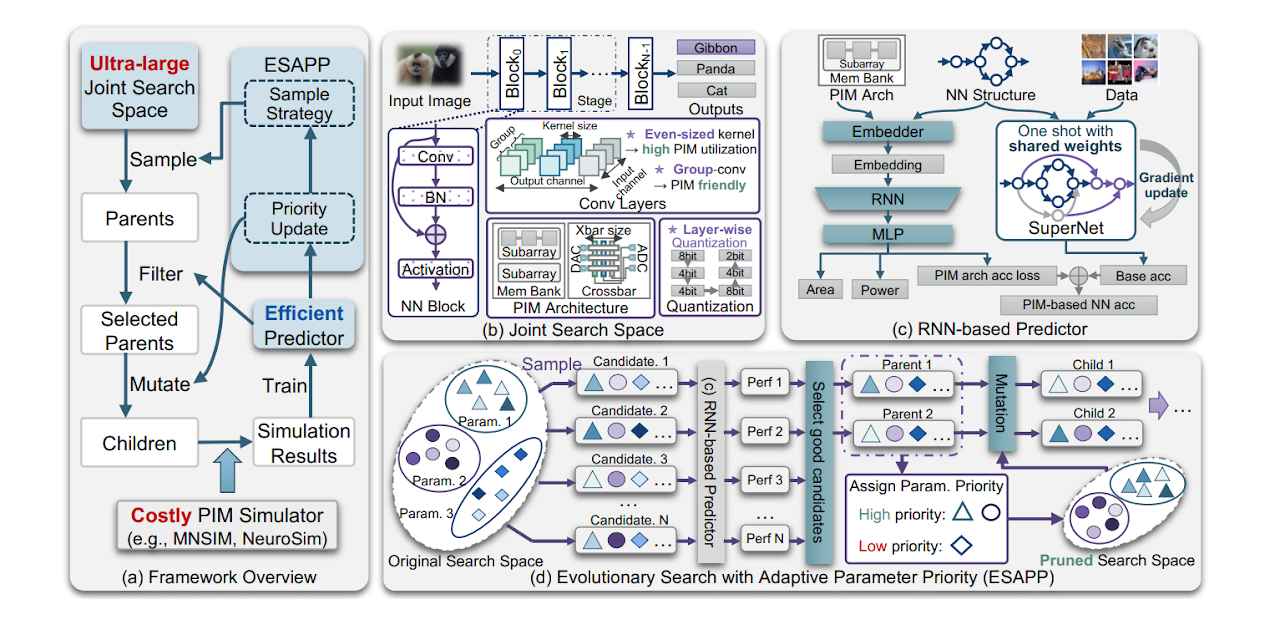 Ultra-large
Joint Search
Space
ESAPP
Sample
Strategy
Sample
Parents
Priority
Update
Filter
Selected
Parents
Efficient
Predictor
Mutate
Train
Children
Simulation
Results
Costly PIM Simulator
(e.g., MNSIM, NeuroSim)
(a) Framework Overview
Input Image
Block0
Block1
...
BlockN-1
Stage
Gibbon
Panda
Cat
Outputs
Conv
BN
Activation
NN Block
Group
Kernel size
Output channel
Input channel
★ Even-sized kernel
→ high PIM utilization
★ Group-conv
→ PIM friendly
Conv Layers
Subarray
Subarray
Mem Bank
Xbar size
DAC
ADC
Crossbar
PIM Architecture
★ Layer-wise
Quantization
8bit
2bit
4bit
4bit
4bit
8bit
Quantization
(b) Joint Search Space
Subarray
Mem Bank
PIM Arch
NN Structure
Data
Embedder
Embedding
RNN
MLP
One shot with
shared weights
SuperNet
Gradient
update
Area
Power
PIM arch acc loss
Base acc
PIM-based NN acc
(c) RNN-based Predictor
Param. 1
Param. 2
Param. 3
Original Search Space
Sample
Candidate. 1
...
Candidate. 2
...
Candidate. 3
...
...
Candidate. N
...
(c) RNN-based Predictor
Perf 1
Perf 2
Perf 3
...
Perf N
Select good candidates
Parent 1
...
Parent 2
...
Mutation
Child 1
...
Child 2
...
...
Assign Param. Priority
High priority:
Low priority:
Pruned Search Space
(d) Evolutionary Search with Adaptive Parameter Priority (ESAPP)